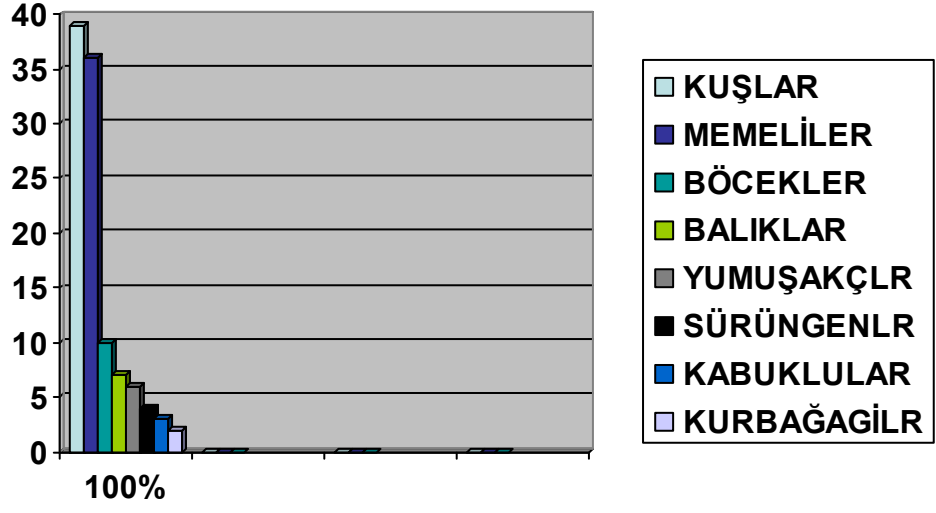 40
35
30
25
20
15
10
5
0
100%
KUŞLAR
MEMELİLER
BÖCEKLER
BALIKLAR
YUMUŞAKÇLR
SÜRÜNGENLR
KABUKLULAR
KURBAĞAGİLR